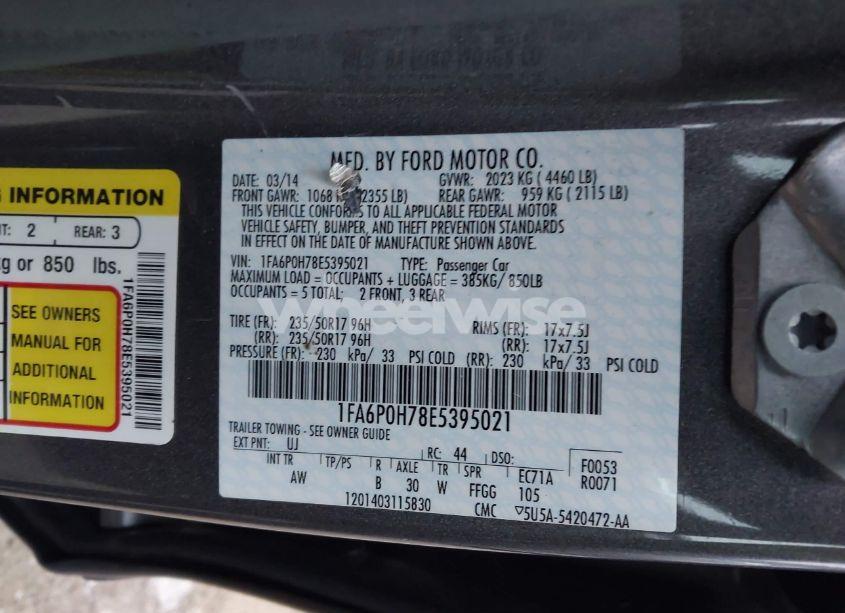 MFD. BY FORD MOTOR CO.
DATE: 03/14 GVWR: 2023 KG ( 4460 LB)
FRONT GAWR: 1068 2355 LB) REAR GAWR: 959 KG ( 2115 LB)
THIS VEHICLE CONFORMS TO ALL APPLICABLE FEDERAL MOTOR
VEHICLE SAFETY, BUMPER, AND THEFT PREVENTION STANDARDS
IN EFFECT ON THE DATE OF MANUFACTURE SHOWN ABOVE.
VIN: 1FA6P0H78E5395021 TYPE: Passenger Car
MAXIMUM LOAD = OCCUPANTS + LUGGAGE = 385KG/ 850LB
OCCUPANTS = 5 TOTAL; 2 FRONT, 3 REAR
wheelwise
TIRE (FR): 235/50R17 96H RIMS (FR): 17x7.5J
(RR): 235/50R17 96H (RR): 17x7.5J
PRESSURE (FR): 230 kPa/ 33 PSI COLD (RR): 230 kPa/ 33 PSI COLD
1FA6P0H78E5395021
TRAILER TOWING - SEE OWNER GUIDE
EXT PNT: UJ RC: 44 DSO: F0053
INT TR TP/PS R AXLE TR SPR EC71A R0071
AW B 30 W FFGG 105
1201403115830 CMC ▽5U5A-5420472-AA
G INFORMATION
NT: 2 REAR: 3
kg or 850 lbs.
SEE OWNERS
MANUAL FOR
ADDITIONAL
INFORMATION
1FA6P0H78E5395021